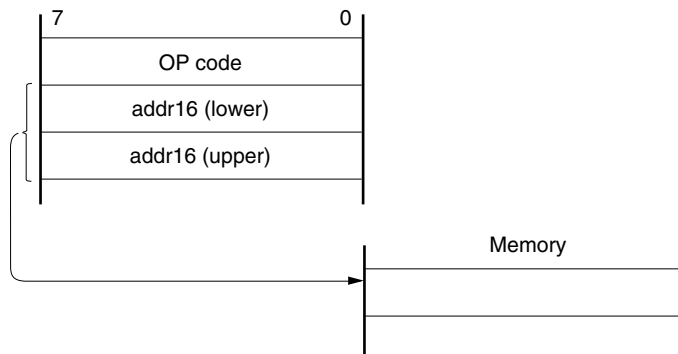 7 0
OP code
addr16 (lower)
addr16 (upper)
Memory